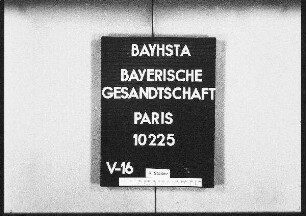 BAYHSTA
BAYERISCHE
GESANDTSCHAFT
PARIS
10225
V-16